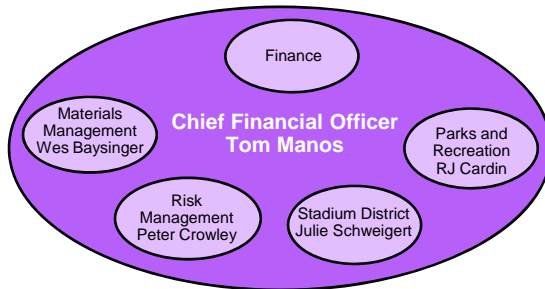 Finance
Materials
Management
Wes Baysinger
Chief Financial Officer
Tom Manos
Parks and
Recreation
RJ Cardin
Risk
Management
Peter Crowley
Stadium District
Julie Schweigert